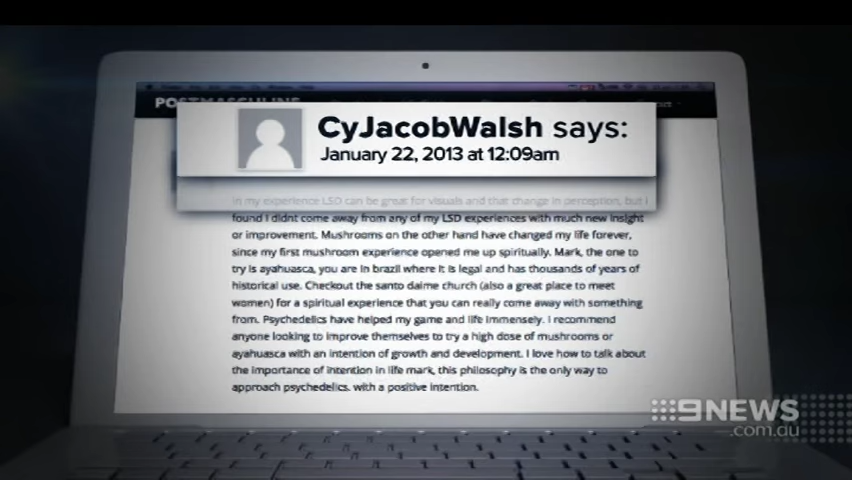 POSTMASCULINE
CyJacobWalsh says:
January 22, 2013 at 12:09am
In my experience LSD can be great for visuals and that change in perception, but I
found I didnt come away from any of my LSD experiences with much new insight
or improvement. Mushrooms on the other hand have changed my life forever,
since my first mushroom experience opened me up spiritually. Mark, the one to
try is ayahuasca, you are in brazil where it is legal and has thousands of years of
historical use. Checkout the santo daime church (also a great place to meet
women) for a spiritual experience that you can really come away with something
from. Psychedelics have helped my game and life immensely. I recommend
anyone looking to improve themselves to try a high dose of mushrooms or
ayahuasca with an intention of growth and development. I love how to talk about
the importance of intention in life mark, this philosophy is the only way to
approach psychedelics. with a positive intention.
9NEWS
.com.au